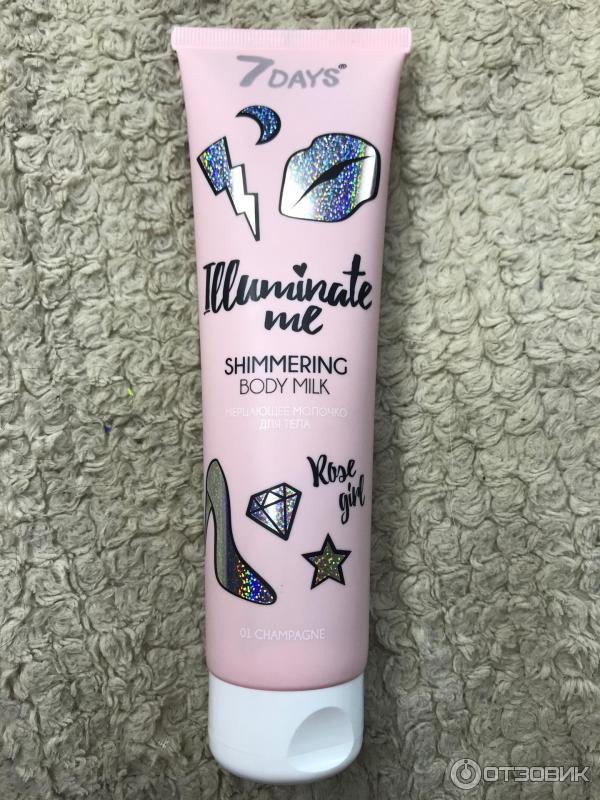 7DAYS®
Illuminate
me
SHIMMERING
BODY MILK
МЕРЦАЮЩЕЕ МОЛОЧКО
ДЛЯ ТЕЛА
Rose
girl
01 CHAMPAGNE
ОТЗОВИК